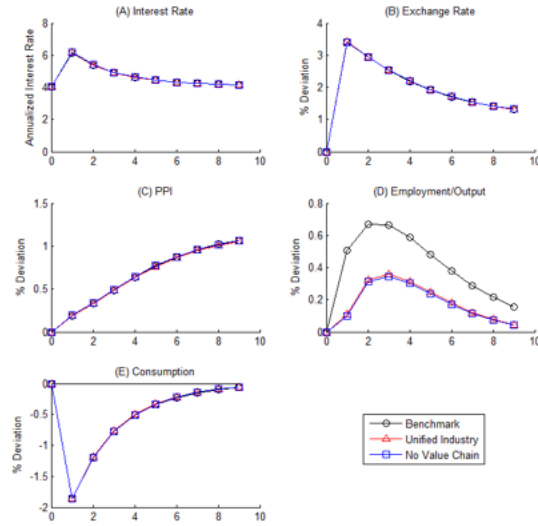 (A) Interest Rate
Annualized Interest Rate
8
6
4
2
0
0 2 4 6 8 10
(B) Exchange Rate
% Deviation
4
3
2
1
0
0 2 4 6 8 10
(C) PPI
% Deviation
1.5
1
0.5
0
0 2 4 6 8 10
(D) Employment/Output
% Deviation
0.8
0.6
0.4
0.2
0
0 2 4 6 8 10
(E) Consumption
% Deviation
0
-0.5
-1
-1.5
-2
0 2 4 6 8 10
Benchmark
Unified Industry
No Value Chain